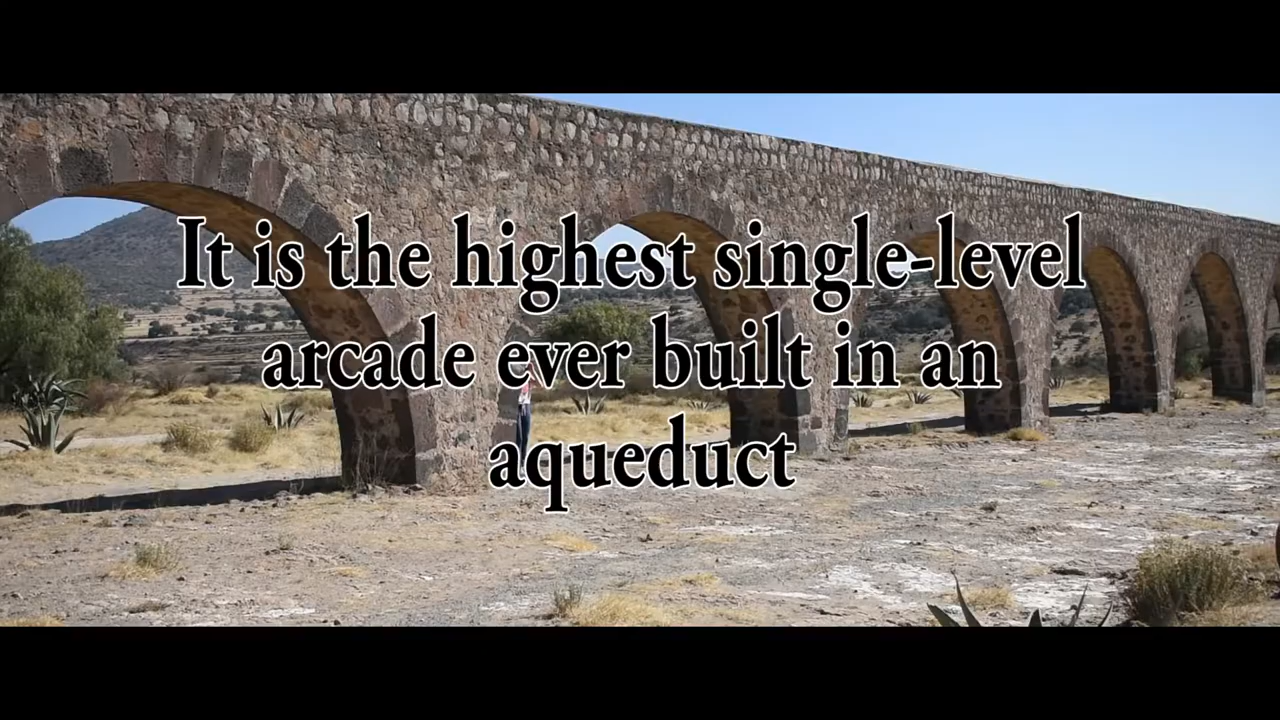 It is the highest single-level
arcade ever built in an
aqueduct